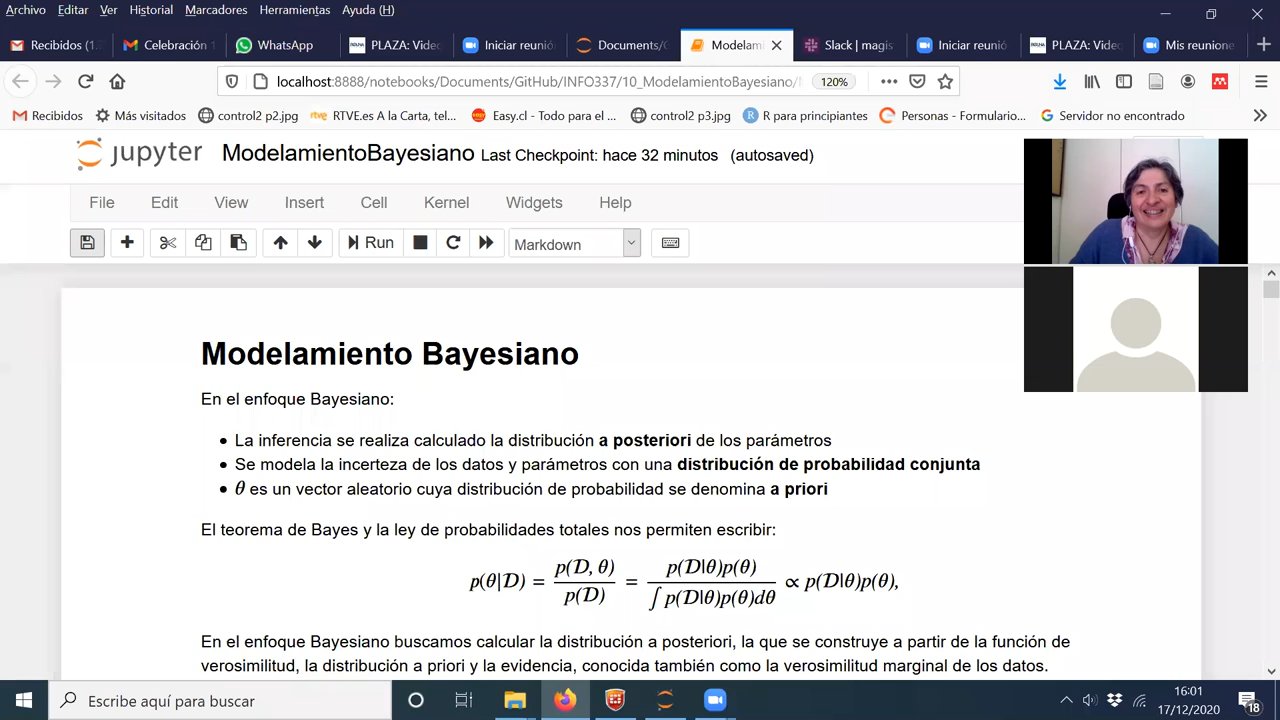 Archivo Editar Ver Historial Marcadores Herramientas Ayuda (H)
Recibidos (1. Celebración 1 WhatsApp PLAZA: Videc Iniciar reunió Documents/G Modelam Slack | magis Iniciar reunió PLAZA: Videc Mis reunione
localhost:8888/notebooks/Documents/GitHub/INFO337/10_ModelamientoBayesiano/ 120%
Recibidos Más visitados control2 p2.jpg RTVE.es A la Carta, tel... Easy.cl - Todo para el ... control2 p3.jpg R para principiantes Personas - Formulario... Servidor no encontrado
jupyter ModelamientoBayesiano Last Checkpoint: hace 32 minutos (autosaved)
File Edit View Insert Cell Kernel Widgets Help
Run Markdown
Modelamiento Bayesiano
En el enfoque Bayesiano:
• La inferencia se realiza calculado la distribución a posteriori de los parámetros
• Se modela la incerteza de los datos y parámetros con una distribución de probabilidad conjunta
• θ es un vector aleatorio cuya distribución de probabilidad se denomina a priori
El teorema de Bayes y la ley de probabilidades totales nos permiten escribir:
p(θ|D) = p(D, θ) / p(D) = p(D|θ)p(θ) / ∫ p(D|θ)p(θ)dθ ∝ p(D|θ)p(θ),
En el enfoque Bayesiano buscamos calcular la distribución a posteriori, la que se construye a partir de la función de
verosimilitud, la distribución a priori y la evidencia, conocida también como la verosimilitud marginal de los datos.
Escribe aquí para buscar
16:01
17/12/2020
18